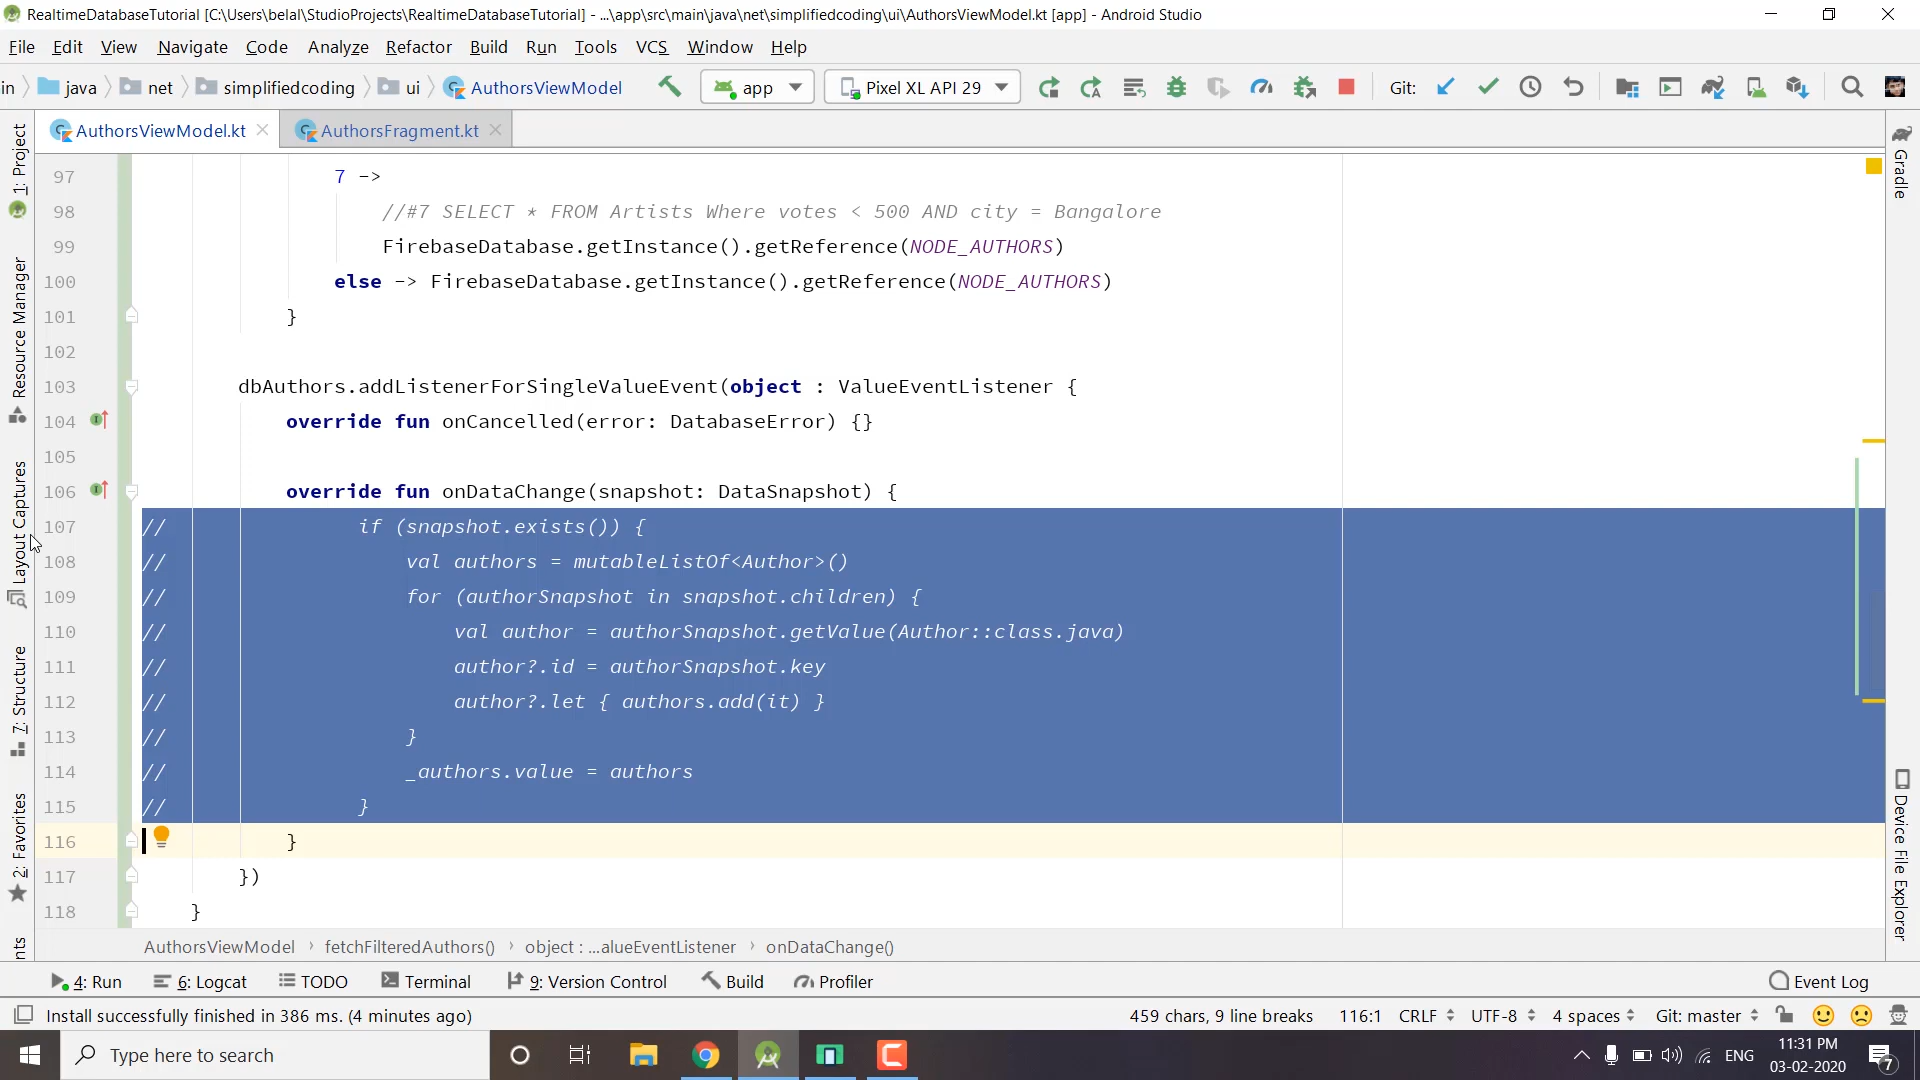 RealtimeDatabaseTutorial [C:\Users\belal\StudioProjects\RealtimeDatabaseTutorial] - ...\app\src\main\java\net\simplifiedcoding\ui\AuthorsViewModel.kt [app] - Android Studio
File Edit View Navigate Code Analyze Refactor Build Run Tools VCS Window Help
in java net simplifiedcoding ui AuthorsViewModel app Pixel XL API 29 Git:
AuthorsViewModel.kt AuthorsFragment.kt
1: Project
Resource Manager
Layout Captures
7: Structure
2: Favorites
nts
97 7 ->
98 //#7 SELECT * FROM Artists Where votes < 500 AND city = Bangalore
99 FirebaseDatabase.getInstance().getReference(NODE_AUTHORS)
100 else -> FirebaseDatabase.getInstance().getReference(NODE_AUTHORS)
101 }
102
103 dbAuthors.addListenerForSingleValueEvent(object : ValueEventListener {
104 override fun onCancelled(error: DatabaseError) {}
105
106 override fun onDataChange(snapshot: DataSnapshot) {
107 // if (snapshot.exists()) {
108 // val authors = mutableListOf<Author>()
109 // for (authorSnapshot in snapshot.children) {
110 // val author = authorSnapshot.getValue(Author::class.java)
111 // author?.id = authorSnapshot.key
112 // author?.let { authors.add(it) }
113 // }
114 // _authors.value = authors
115 // }
116 }
117 })
118 }
Gradle
Device File Explorer
AuthorsViewModel › fetchFilteredAuthors() › object : ...alueEventListener › onDataChange()
4: Run 6: Logcat TODO Terminal 9: Version Control Build Profiler Event Log
Install successfully finished in 386 ms. (4 minutes ago) 459 chars, 9 line breaks 116:1 CRLF UTF-8 4 spaces Git: master
Type here to search ENG 11:31 PM
03-02-2020 7